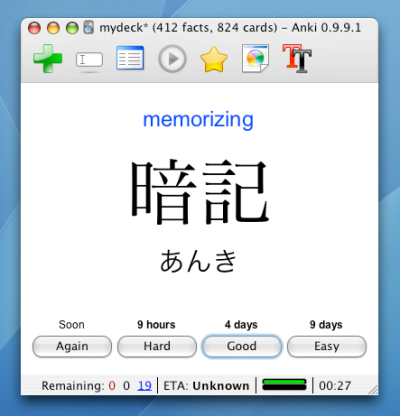 mydeck* (412 facts, 824 cards) – Anki 0.9.9.1
memorizing
暗記
あんき
Soon 9 hours 4 days 9 days
Again Hard Good Easy
Remaining: 0 0 19 ETA: Unknown 00:27